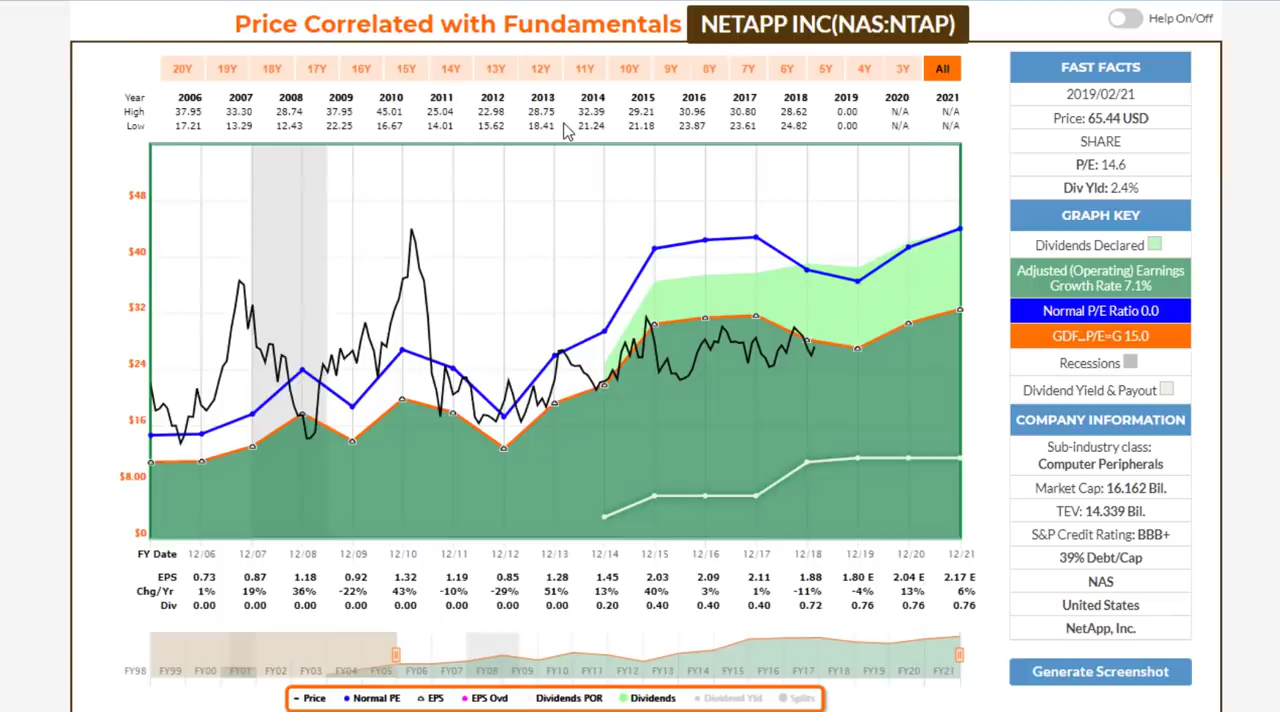 Price Correlated with Fundamentals NETAPP INC(NAS:NTAP)
Help On/Off
20Y 19Y 18Y 17Y 16Y 15Y 14Y 13Y 12Y 11Y 10Y 9Y 8Y 7Y 6Y 5Y 4Y 3Y All
Year 2006 2007 2008 2009 2010 2011 2012 2013 2014 2015 2016 2017 2018 2019 2020 2021
High 37.95 33.30 28.74 37.95 45.01 25.04 22.98 28.75 32.39 29.21 30.96 30.80 28.62 0.00 N/A N/A
Low 17.21 13.29 12.43 22.25 16.67 14.01 15.62 18.41 21.24 21.18 23.87 23.61 24.82 0.00 N/A N/A
$48
$40
$32
$24
$16
$8.00
$0
FY Date 12/06 12/07 12/08 12/09 12/10 12/11 12/12 12/13 12/14 12/15 12/16 12/17 12/18 12/19 12/20 12/21
EPS 0.73 0.87 1.18 0.92 1.32 1.19 0.85 1.28 1.45 2.03 2.09 2.11 1.88 1.80 E 2.04 E 2.17 E
Chg/Yr 1% 19% 36% -22% 43% -10% -29% 51% 13% 40% 3% 1% -11% -4% 13% 6%
Div 0.00 0.00 0.00 0.00 0.00 0.00 0.00 0.00 0.20 0.40 0.40 0.40 0.72 0.76 0.76 0.76
FY98 FY99 FY00 FY01 FY02 FY03 FY04 FY05 FY06 FY07 FY08 FY09 FY10 FY11 FY12 FY13 FY14 FY15 FY16 FY17 FY18 FY19 FY20 FY21
Price Normal PE EPS EPS Ovd Dividends POR Dividends Dividend Yld Splits
FAST FACTS
2019/02/21
Price: 65.44 USD
SHARE
P/E: 14.6
Div Yld: 2.4%
GRAPH KEY
Dividends Declared
Adjusted (Operating) Earnings
Growth Rate 7.1%
Normal P/E Ratio 0.0
GDF...P/E=G 15.0
Recessions
Dividend Yield & Payout
COMPANY INFORMATION
Sub-industry class:
Computer Peripherals
Market Cap: 16.162 Bil.
TEV: 14.339 Bil.
S&P Credit Rating: BBB+
39% Debt/Cap
NAS
United States
NetApp, Inc.
Generate Screenshot